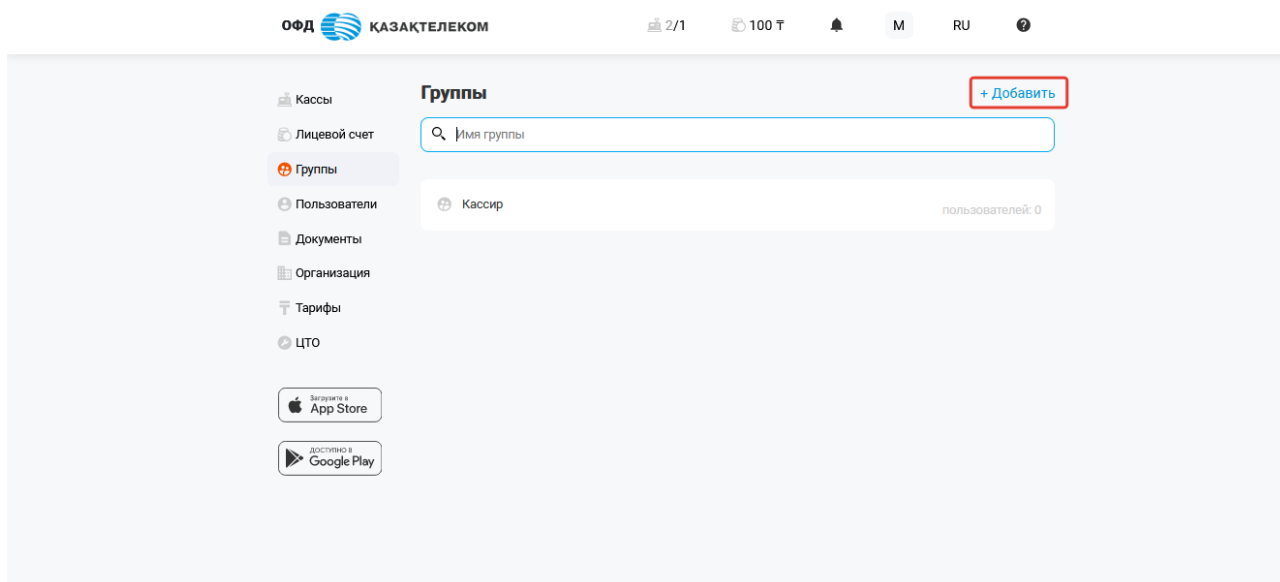 ОФД ҚАЗАҚТЕЛЕКОМ 2/1 100 ₸ M RU
Кассы
Лицевой счет
Группы
Пользователи
Документы
Организация
Тарифы
ЦТО
Загрузите в
App Store
ДОСТУПНО В
Google Play
Группы
+ Добавить
Имя группы
Кассир
пользователей: 0